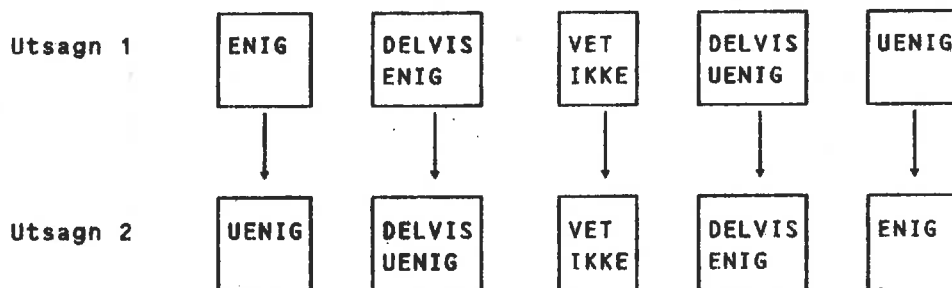 Utsagn 1 ENIG DELVIS VET DELVIS UENIG
ENIG IKKE UENIG
Utsagn 2 UENIG DELVIS VET DELVIS ENIG
UENIG IKKE ENIG